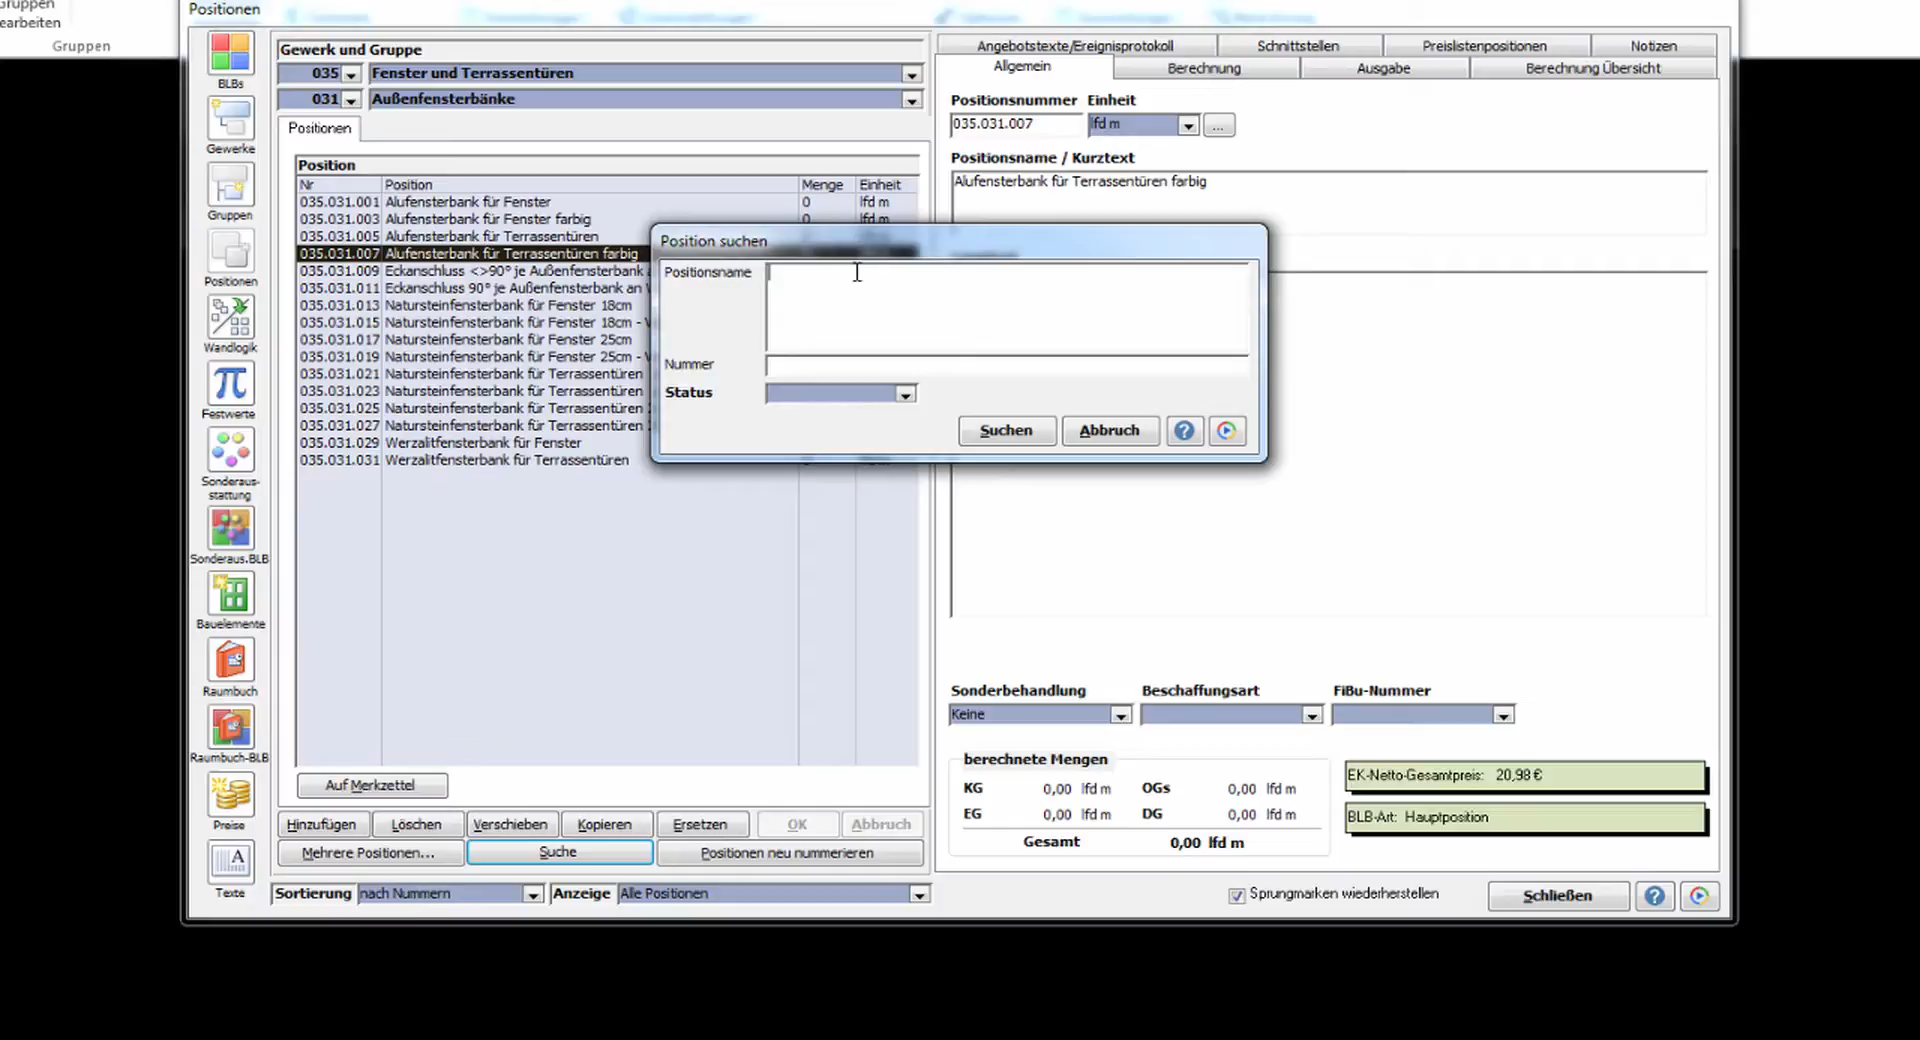 Gruppen
earbeiten
Gruppen
Positionen
BLBs
Gewerke
Gruppen
Positionen
Wandlogik
Festwerte
Sonderaus-
stattung
Sonderaus.BLB
Bauelemente
Raumbuch
Raumbuch-BLB
Preise
Texte
Gewerk und Gruppe
035 Fenster und Terrassentüren
031 Außenfensterbänke
Positionen
Position
Nr Position Menge Einheit
035.031.001 Alufensterbank für Fenster 0 lfd m
035.031.003 Alufensterbank für Fenster farbig 0 lfd m
035.031.005 Alufensterbank für Terrassentüren
035.031.007 Alufensterbank für Terrassentüren farbig
035.031.009 Eckanschluss <>90° je Außenfensterbank
035.031.011 Eckanschluss 90° je Außenfensterbank an
035.031.013 Natursteinfensterbank für Fenster 18cm
035.031.015 Natursteinfensterbank für Fenster 18cm -
035.031.017 Natursteinfensterbank für Fenster 25cm
035.031.019 Natursteinfensterbank für Fenster 25cm -
035.031.021 Natursteinfensterbank für Terrassentüren
035.031.023 Natursteinfensterbank für Terrassentüren
035.031.025 Natursteinfensterbank für Terrassentüren
035.031.027 Natursteinfensterbank für Terrassentüren
035.031.029 Werzalitfensterbank für Fenster
035.031.031 Werzalitfensterbank für Terrassentüren
Auf Merkzettel
Hinzufügen Löschen Verschieben Kopieren Ersetzen OK Abbruch
Mehrere Positionen... Suche Positionen neu nummerieren
Sortierung nach Nummern Anzeige Alle Positionen
Position suchen
Positionsname
Nummer
Status
Suchen Abbruch
Angebotstexte/Ereignisprotokoll Schnittstellen Preislistenpositionen Notizen
Allgemein Berechnung Ausgabe Berechnung Übersicht
Positionsnummer Einheit
035.031.007 lfd m ...
Positionsname / Kurztext
Alufensterbank für Terrassentüren farbig
Sonderbehandlung Beschaffungsart FiBu-Nummer
Keine
berechnete Mengen
KG 0,00 lfd m OGs 0,00 lfd m
EG 0,00 lfd m DG 0,00 lfd m
Gesamt 0,00 lfd m
EK-Netto-Gesamtpreis: 20,98 €
BLB-Art: Hauptposition
Sprungmarken wiederherstellen Schließen